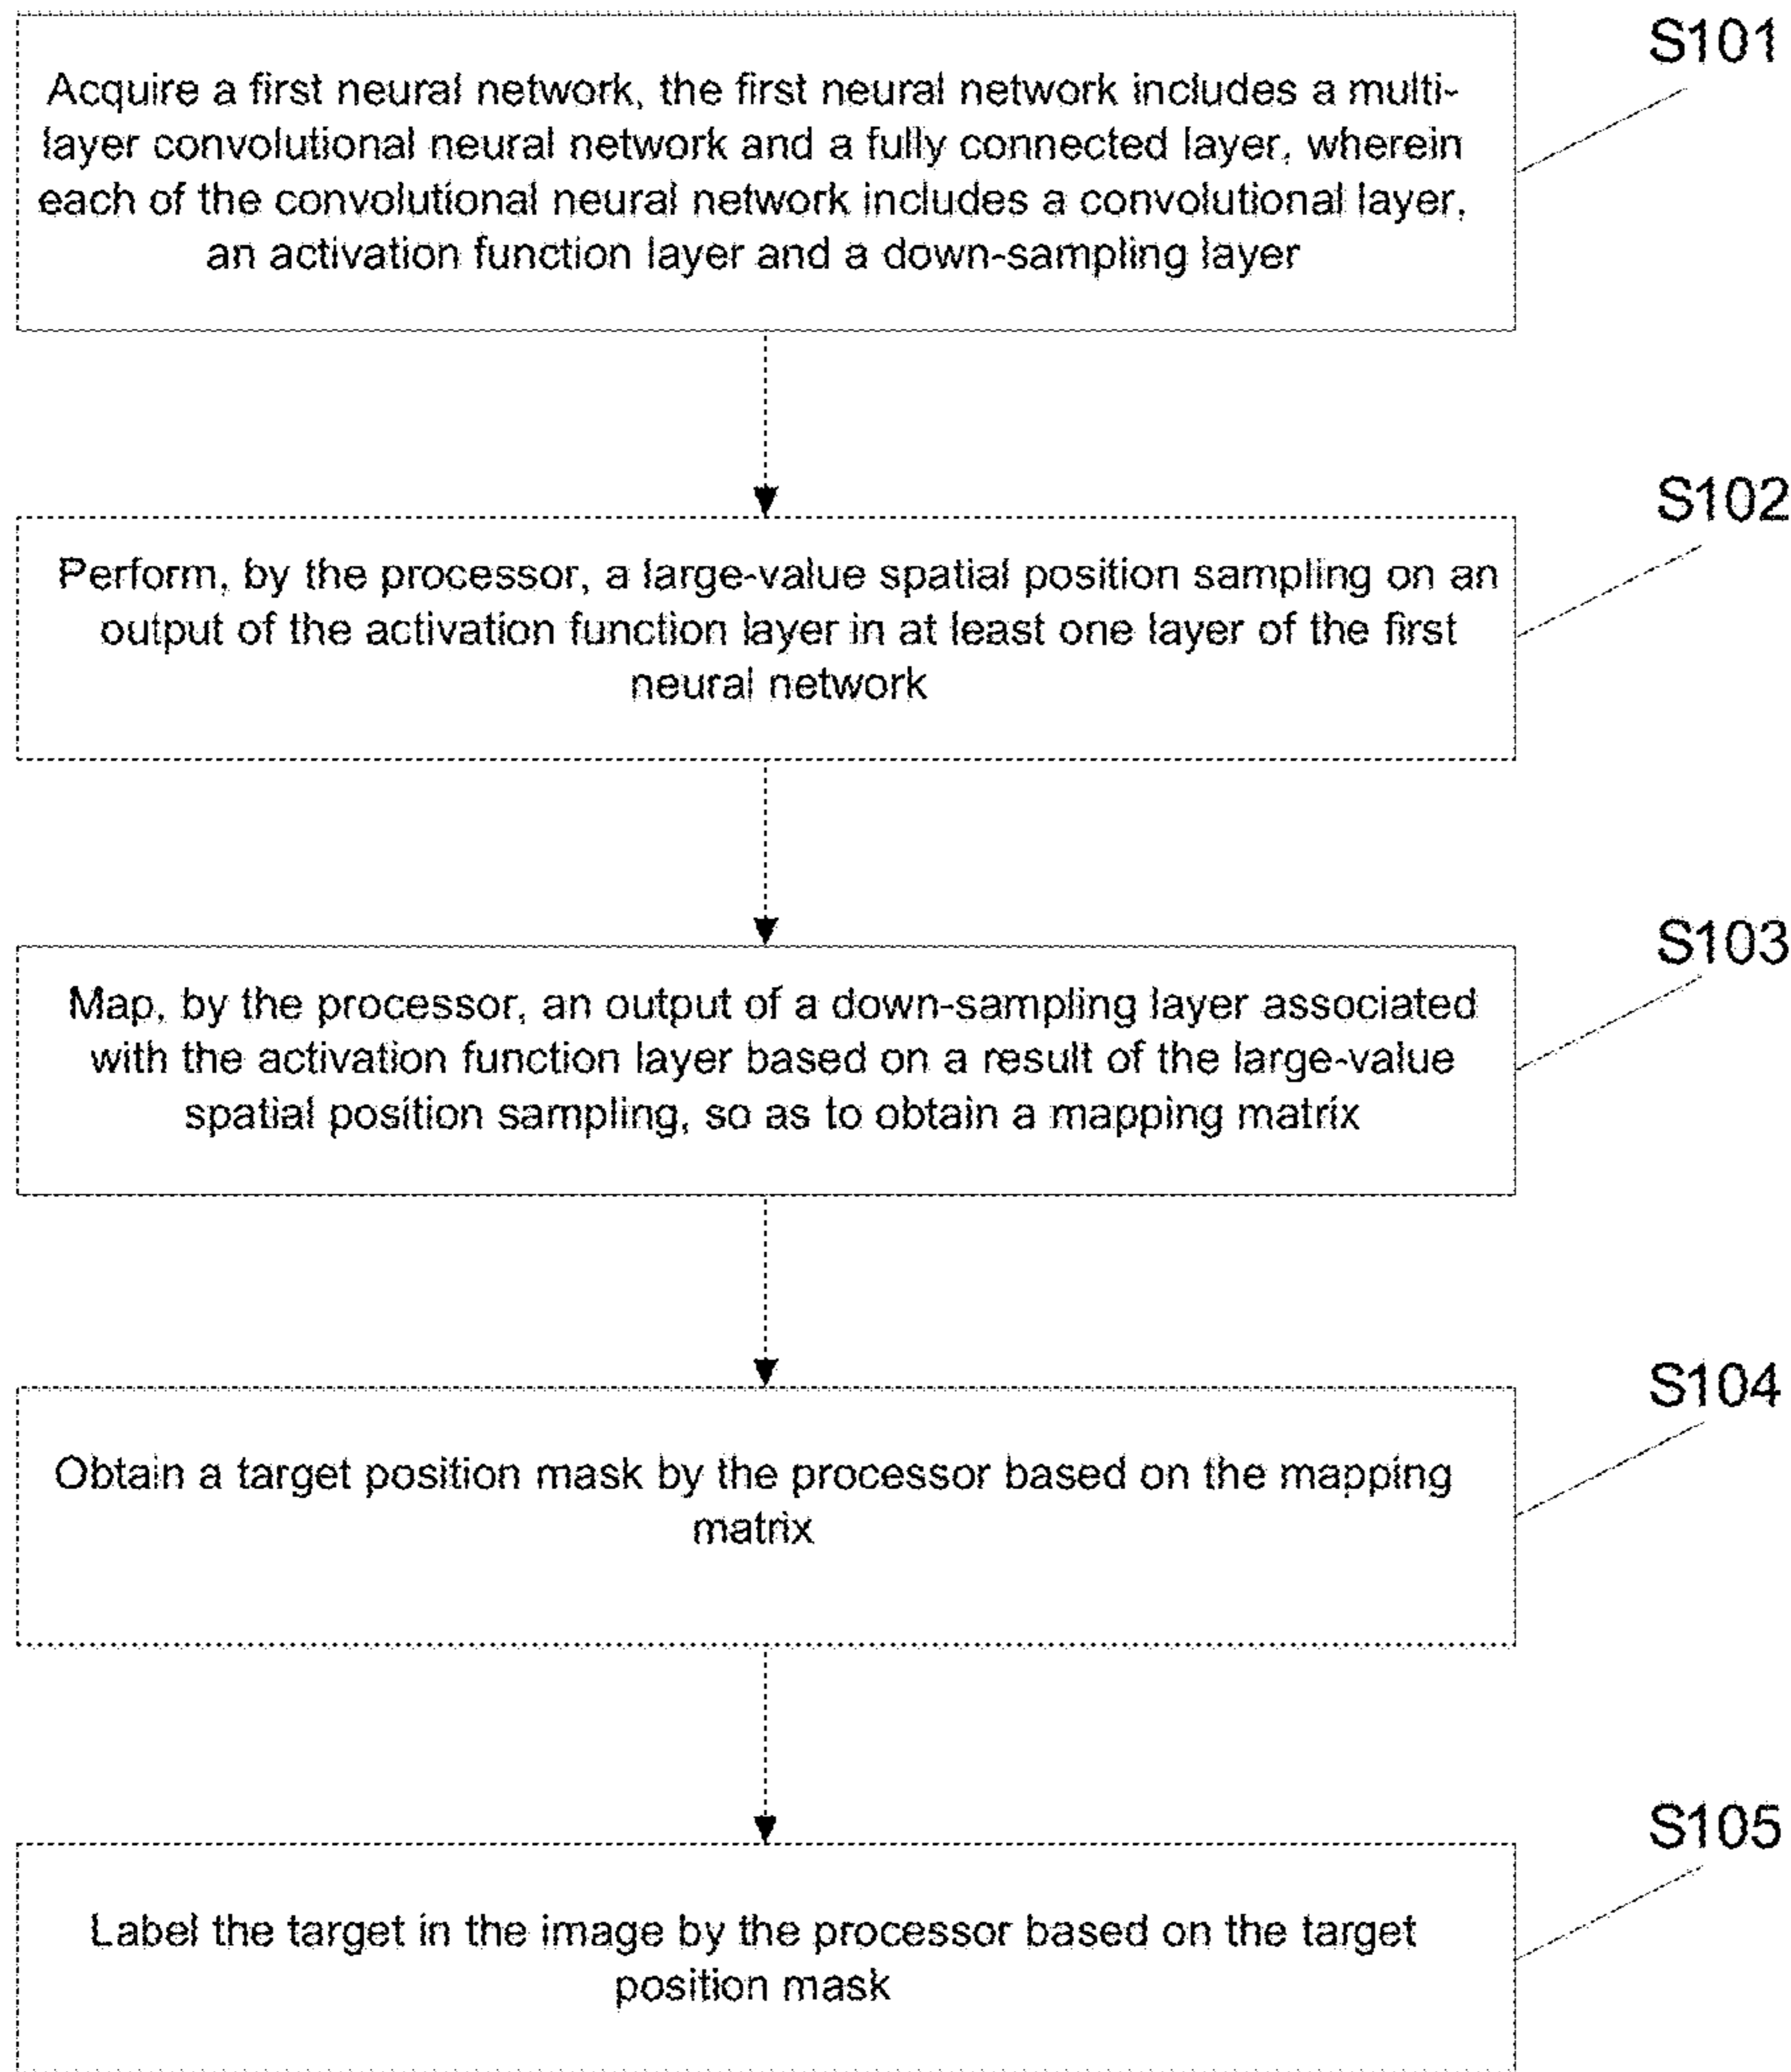 S101
Acquire a first neural network, the first neural network includes a multi-
layer convolutional neural network and a fully connected layer, wherein
each of the convolutional neural network includes a convolutional layer,
an activation function layer and a down-sampling layer
S102
Perform, by the processor, a large-value spatial position sampling on an
output of the activation function layer in at least one layer of the first
neural network
S103
Map, by the processor, an output of a down-sampling layer associated
with the activation function layer based on a result of the large-value
spatial position sampling, so as to obtain a mapping matrix
S104
Obtain a target position mask by the processor based on the mapping
matrix
S105
Label the target in the image by the processor based on the target
position mask